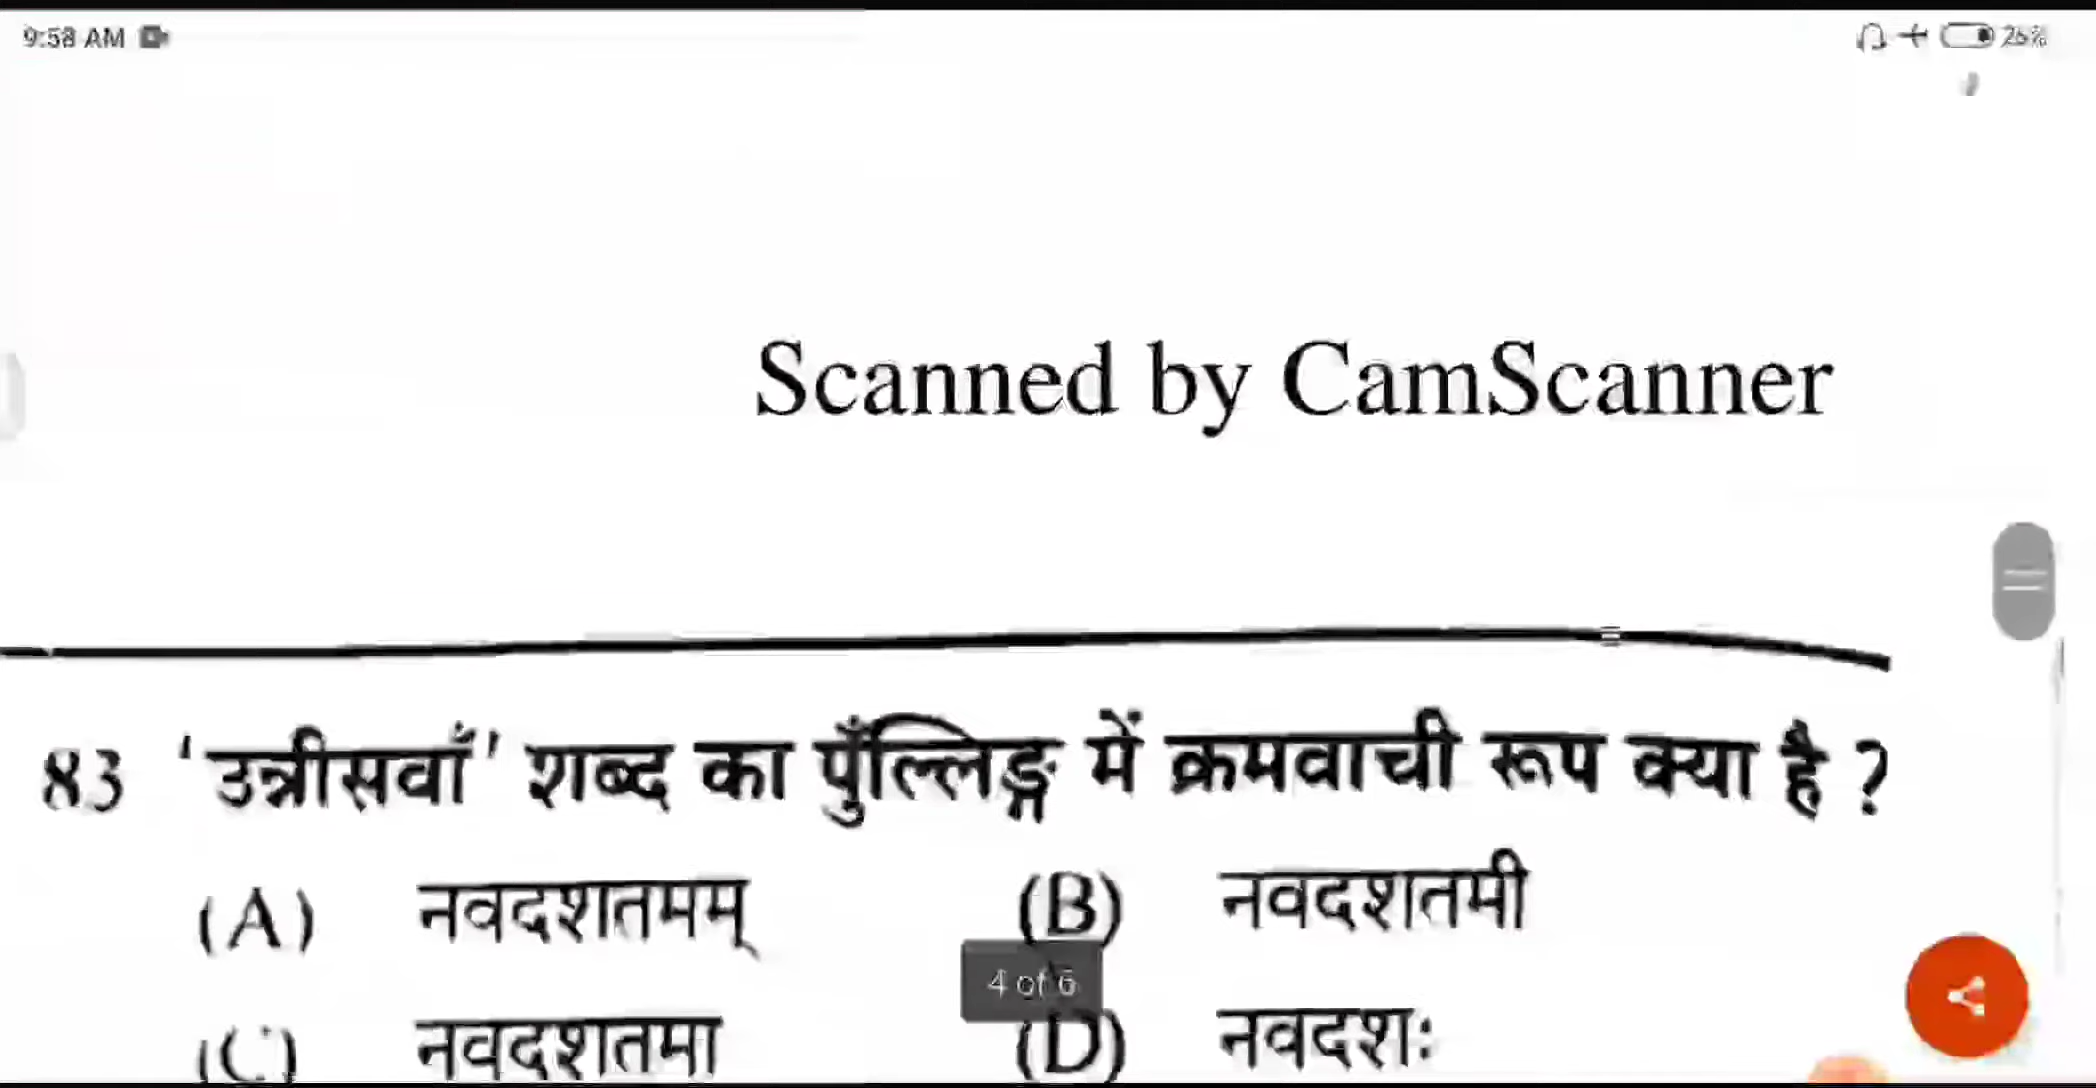 9:58 AM
26%
Scanned by CamScanner
83 'उन्नीसवाँ' शब्द का पुँल्लिङ्ग में क्रमवाची रूप क्या है ?
(A) नवदशतमम् (B) नवदशतमी
4 of 6
(C) नवदशतमा (D) नवदशः